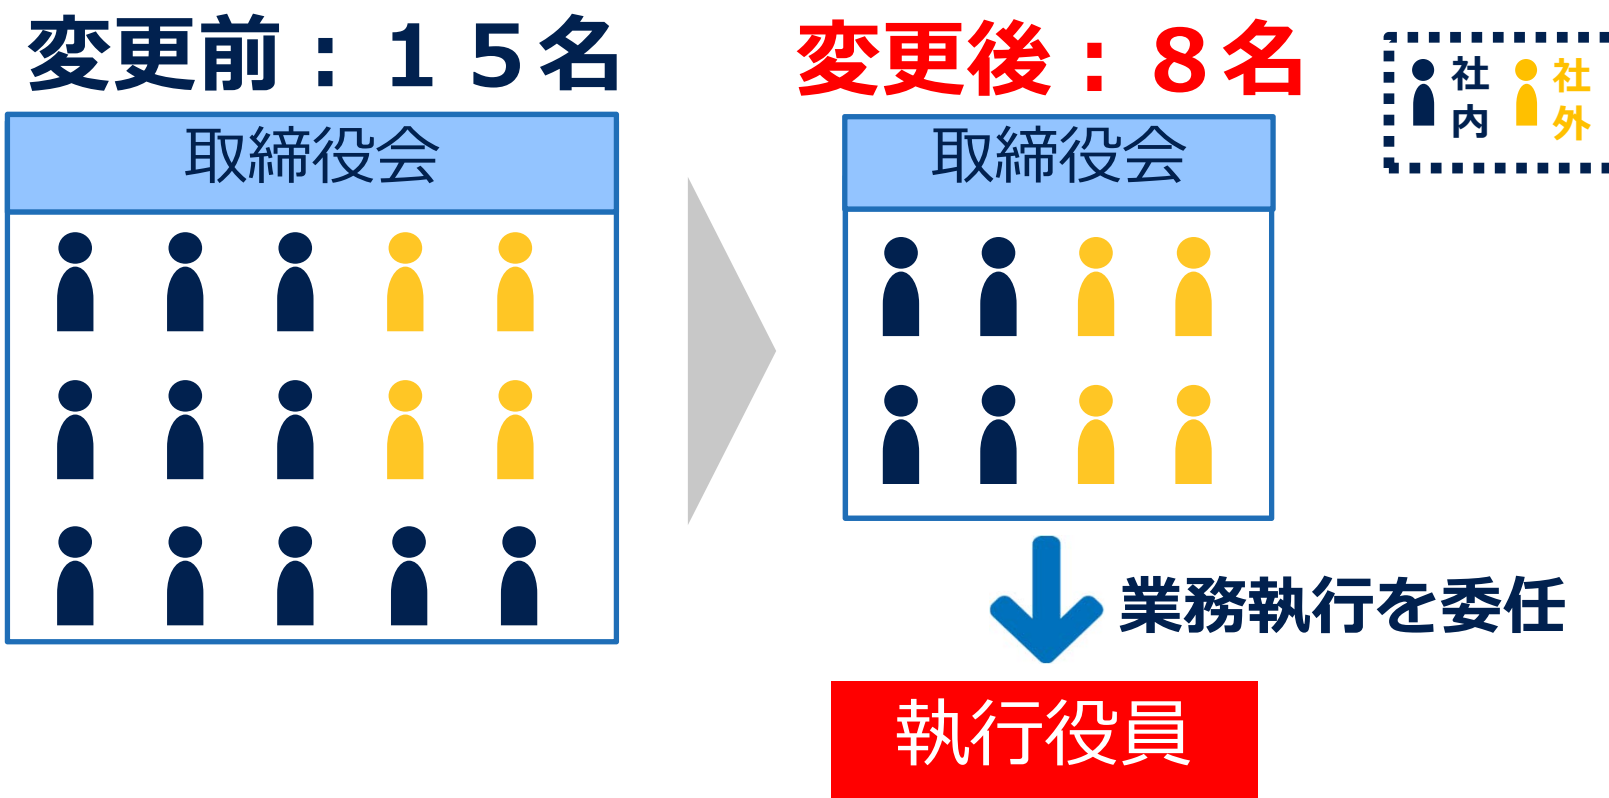 変更前：１５名
変更後：８名
社内
社外
取締役会
取締役会
業務執行を委任
執行役員